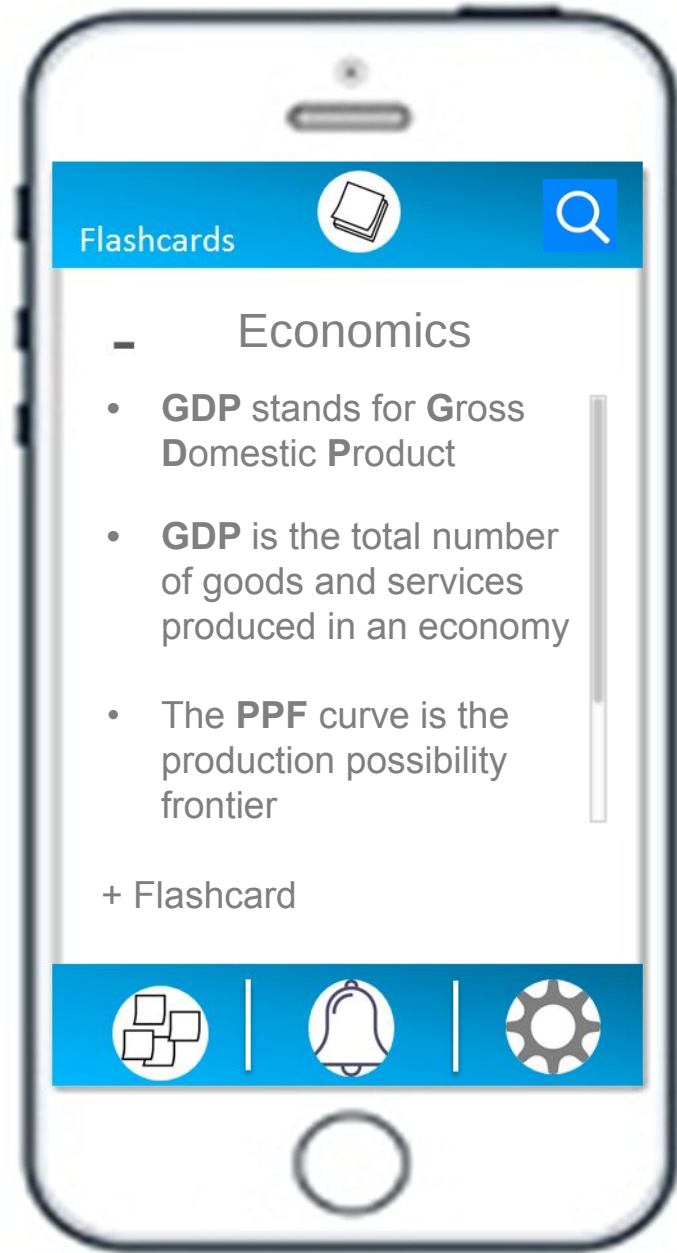 Flashcards
- Economics
• GDP stands for Gross
Domestic Product
• GDP is the total number
of goods and services
produced in an economy
• The PPF curve is the
production possibility
frontier
+ Flashcard